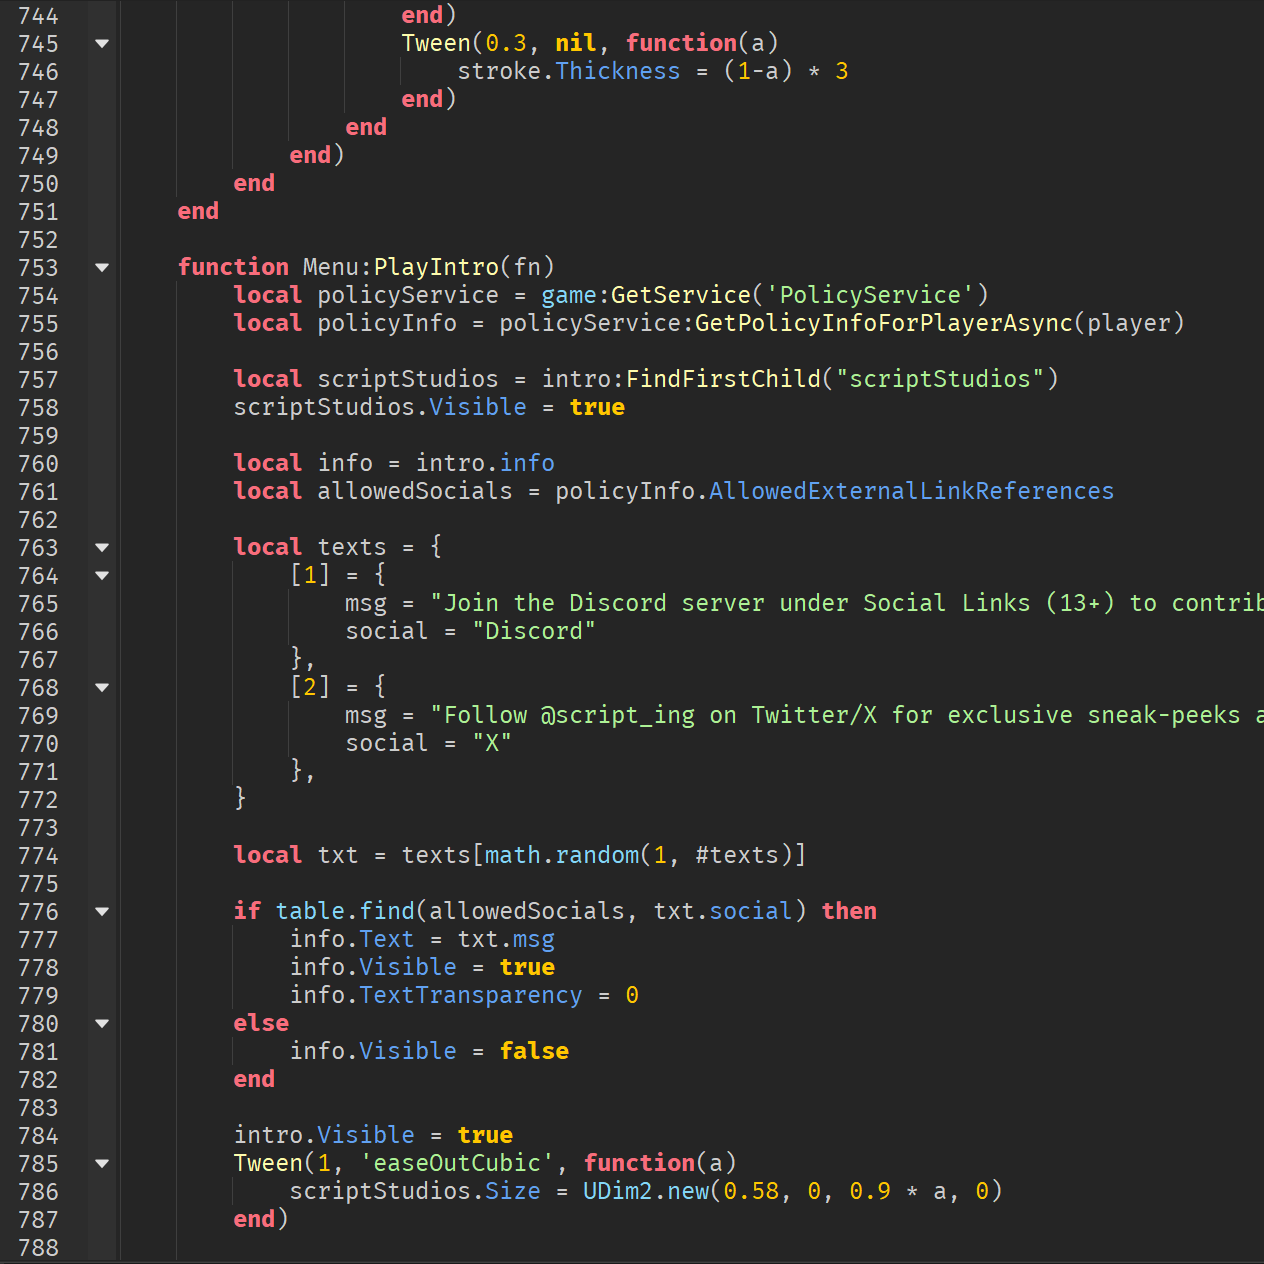 744 end)
745 Tween(0.3, nil, function(a)
746 stroke.Thickness = (1-a) * 3
747 end)
748 end
749 end)
750 end
751 end
752
753 function Menu:PlayIntro(fn)
754 local policyService = game:GetService('PolicyService')
755 local policyInfo = policyService:GetPolicyInfoForPlayerAsync(player)
756
757 local scriptStudios = intro:FindFirstChild("scriptStudios")
758 scriptStudios.Visible = true
759
760 local info = intro.info
761 local allowedSocials = policyInfo.AllowedExternalLinkReferences
762
763 local texts = {
764 [1] = {
765 msg = "Join the Discord server under Social Links (13+) to contrib
766 social = "Discord"
767 },
768 [2] = {
769 msg = "Follow @script_ing on Twitter/X for exclusive sneak-peeks a
770 social = "X"
771 },
772 }
773
774 local txt = texts[math.random(1, #texts)]
775
776 if table.find(allowedSocials, txt.social) then
777 info.Text = txt.msg
778 info.Visible = true
779 info.TextTransparency = 0
780 else
781 info.Visible = false
782 end
783
784 intro.Visible = true
785 Tween(1, 'easeOutCubic', function(a)
786 scriptStudios.Size = UDim2.new(0.58, 0, 0.9 * a, 0)
787 end)
788